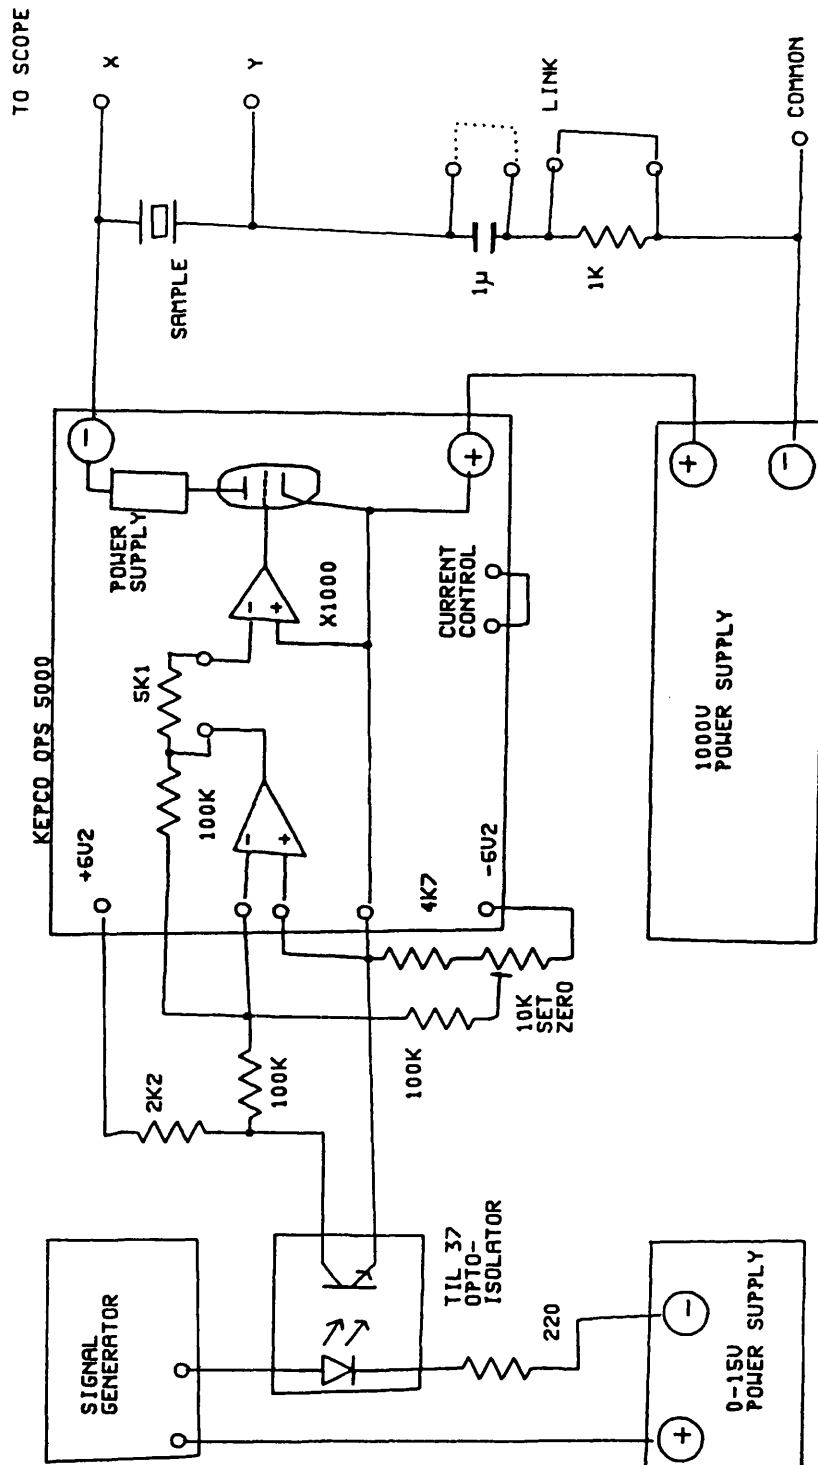 TO SCOPE
X
Y
LINK
COMMON
SAMPLE
1µ
1K
KEPCO OPS 5000
POWER
SUPPLY
-
+
X1000
-
+
5K1
100K
-
+
+6V2
-6V2
4K7
CURRENT
CONTROL
1000V
POWER SUPPLY
+
-
2K2
100K
100K
10K
SET
ZERO
SIGNAL
GENERATOR
TIL 37
OPTO-
ISOLATOR
220
0-15V
POWER SUPPLY
+
-